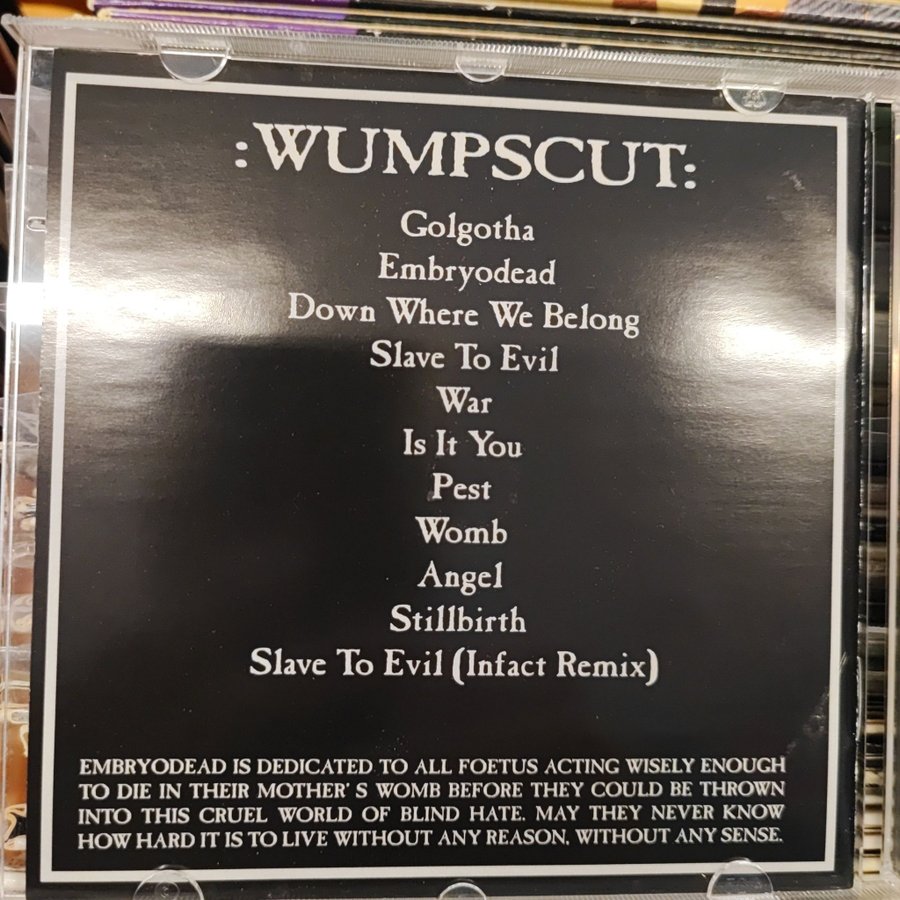 :WUMPSCUT:
Golgotha
Embryodead
Down Where We Belong
Slave To Evil
War
Is It You
Pest
Womb
Angel
Stillbirth
Slave To Evil (Infact Remix)
EMBRYODEAD IS DEDICATED TO ALL FOETUS ACTING WISELY ENOUGH
TO DIE IN THEIR MOTHER'S WOMB BEFORE THEY COULD BE THROWN
INTO THIS CRUEL WORLD OF BLIND HATE. MAY THEY NEVER KNOW
HOW HARD IT IS TO LIVE WITHOUT ANY REASON, WITHOUT ANY SENSE.